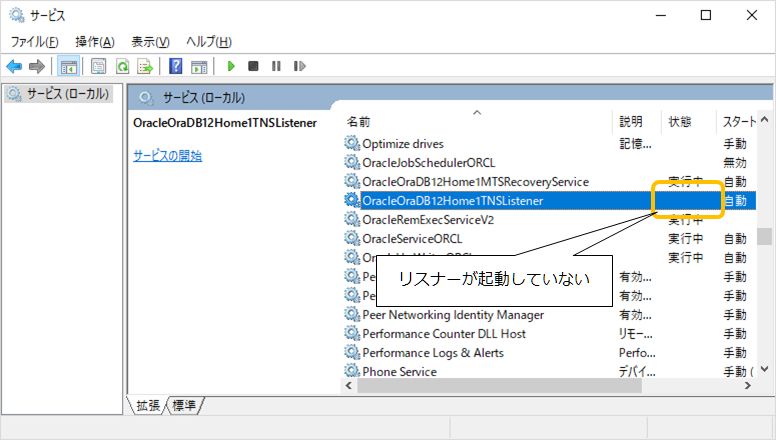 サービス
ファイル(F) 操作(A) 表示(V) ヘルプ(H)
サービス (ローカル)
サービス (ローカル)
OracleOraDB12Home1TNSListener
サービスの開始
名前 説明 状態 スタート
Optimize drives 記憶... 手動
OracleJobSchedulerORCL 無効
OracleOraDB12Home1MTSRecoveryService 実行中 自動
OracleOraDB12Home1TNSListener 自動
OracleRemExecServiceV2 実行中
OracleServiceORCL 実行中 自動
実行中 自動
リスナーが起動していない
Pe 有効... 手動
Pe 有効... 手動
Peer Networking Identity Manager 有効... 手動
Performance Counter DLL Host リモー... 手動
Performance Logs & Alerts Perfo... 手動
Phone Service デバイ... 手動 (
拡張 標準